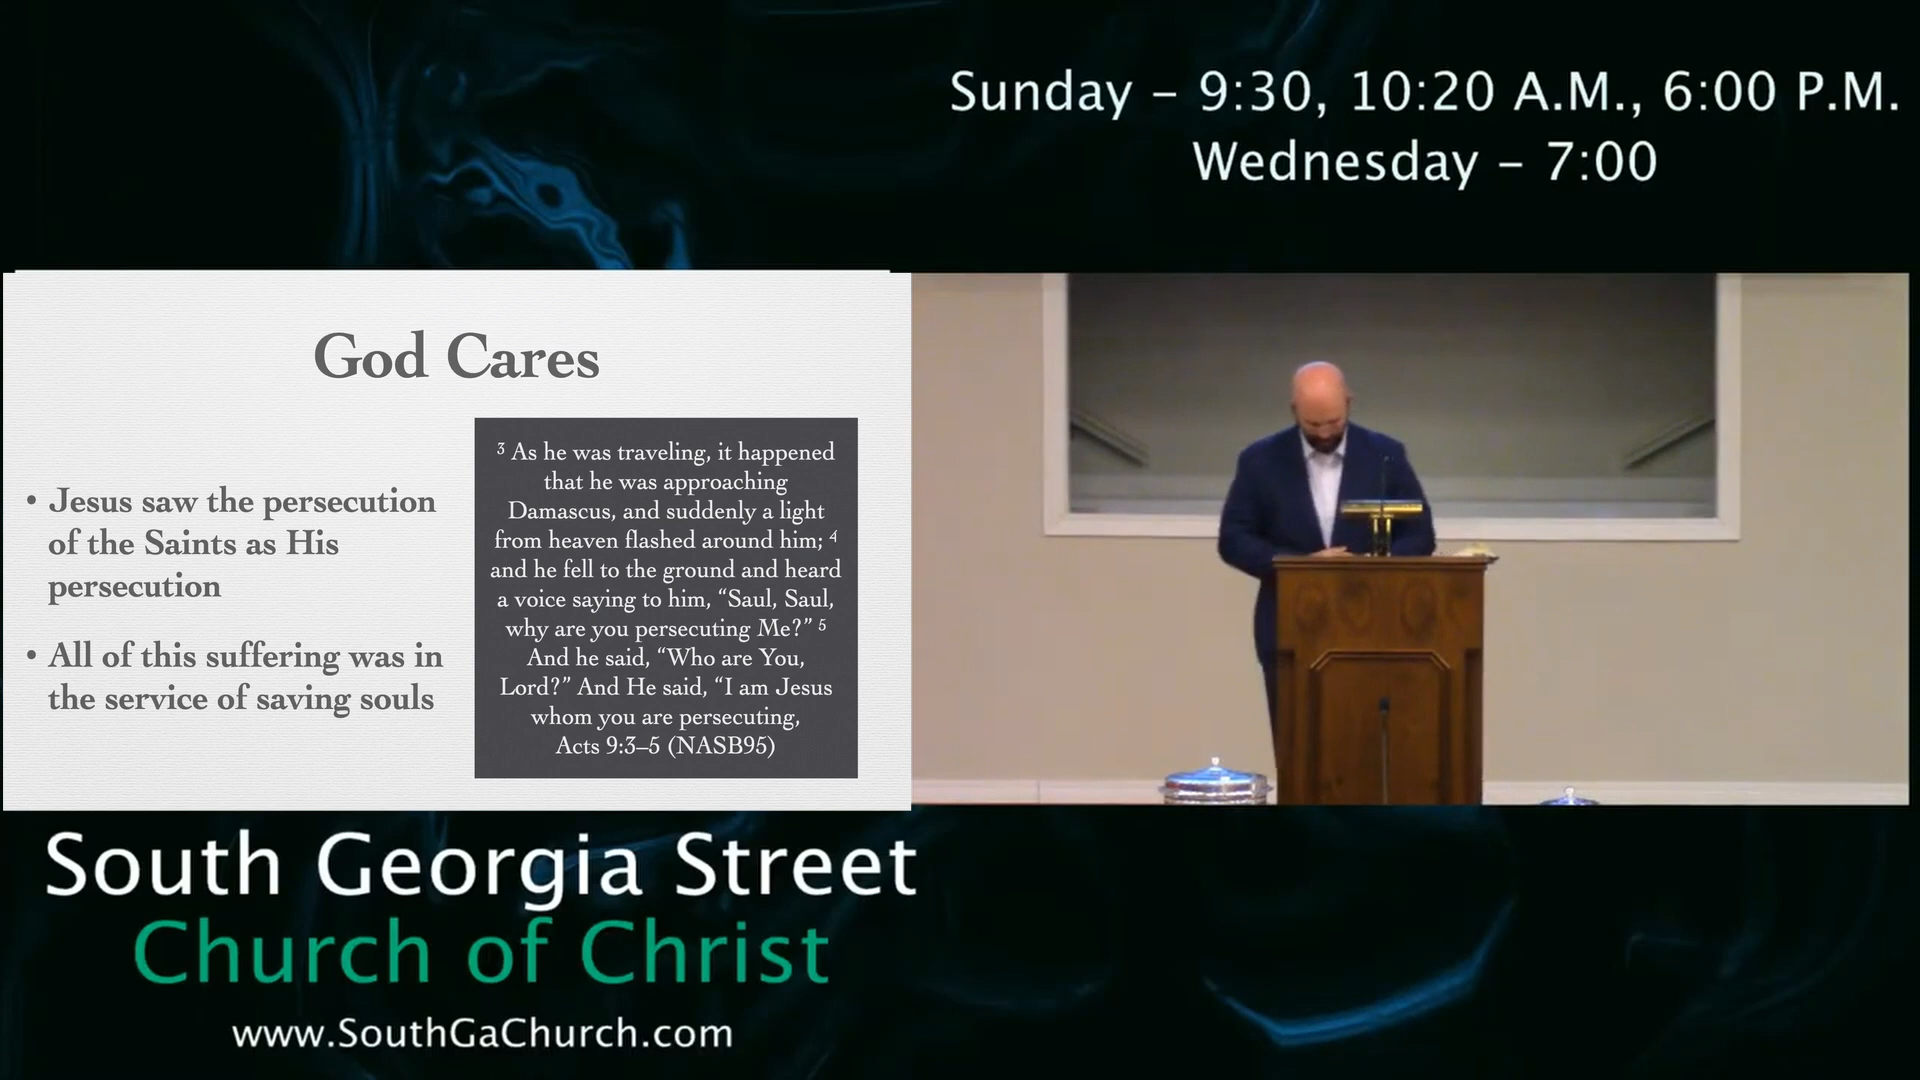 Sunday – 9:30, 10:20 A.M., 6:00 P.M.
Wednesday – 7:00
God Cares
• Jesus saw the persecution
of the Saints as His
persecution
• All of this suffering was in
the service of saving souls
³ As he was traveling, it happened
that he was approaching
Damascus, and suddenly a light
from heaven flashed around him; ⁴
and he fell to the ground and heard
a voice saying to him, “Saul, Saul,
why are you persecuting Me?” ⁵
And he said, “Who are You,
Lord?” And He said, “I am Jesus
whom you are persecuting,
Acts 9:3–5 (NASB95)
South Georgia Street
Church of Christ
www.SouthGaChurch.com